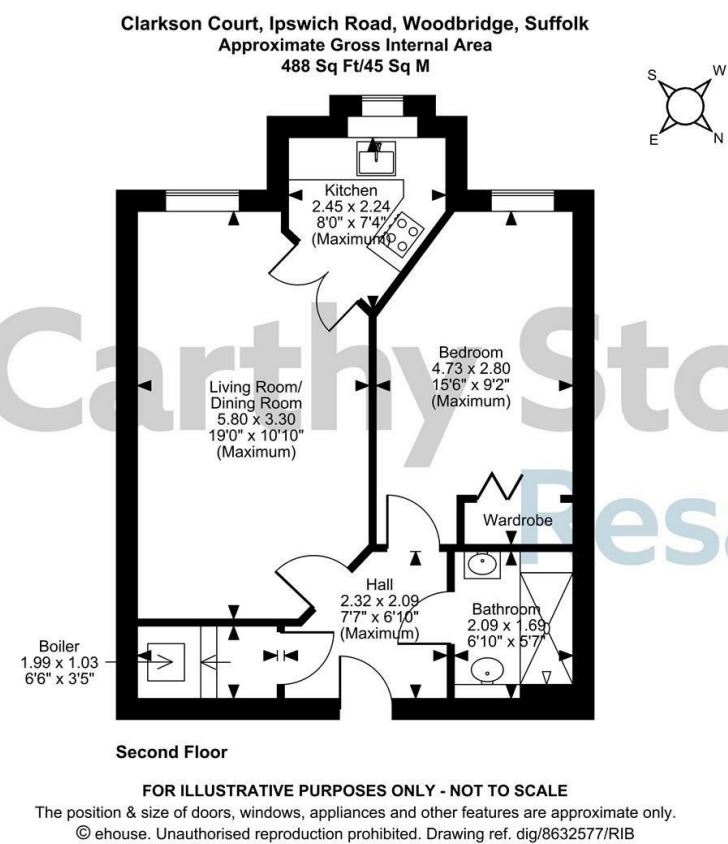 Clarkson Court, Ipswich Road, Woodbridge, Suffolk
Approximate Gross Internal Area
488 Sq Ft/45 Sq M
S
W
E
N
Kitchen
2.45 x 2.24
8'0" x 7'4"
(Maximum)
Carthy Sto
Resa
Living Room/
Dining Room
5.80 x 3.30
19'0" x 10'10"
(Maximum)
Bedroom
4.73 x 2.80
15'6" x 9'2"
(Maximum)
Wardrobe
Hall
2.32 x 2.09
7'7" x 6'10"
(Maximum)
Bathroom
2.09 x 1.69
6'10" x 5'7"
Boiler
1.99 x 1.03
6'6" x 3'5"
Second Floor
FOR ILLUSTRATIVE PURPOSES ONLY - NOT TO SCALE
The position & size of doors, windows, appliances and other features are approximate only.
© ehouse. Unauthorised reproduction prohibited. Drawing ref. dig/8632577/RIB